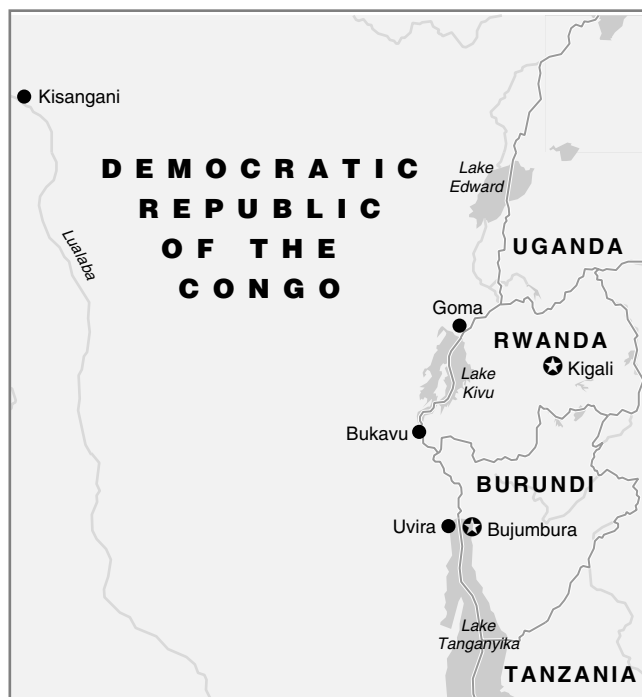 Kisangani
DEMOCRATIC
REPUBLIC
OF THE
CONGO
Lake
Edward
Lualaba
UGANDA
Goma
RWANDA
Kigali
Lake
Kivu
Bukavu
BURUNDI
Uvira
Bujumbura
Lake
Tanganyika
TANZANIA